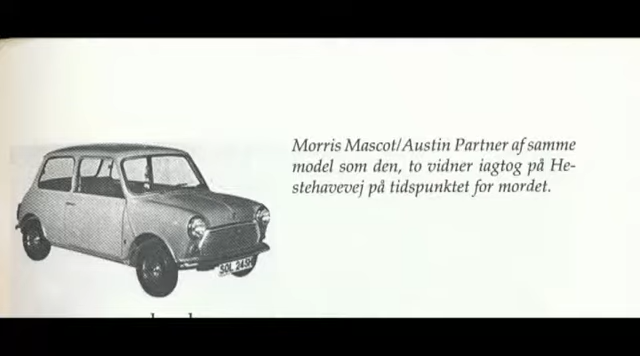 Morris Mascot/Austin Partner af samme
model som den, to vidner iagtog på He-
stehavevej på tidspunktet for mordet.